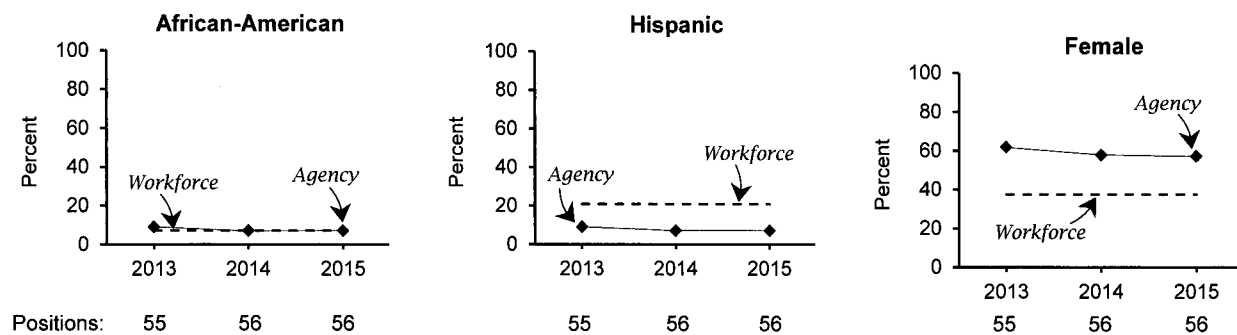 African-American
100
80
60
40
20
0
Percent
Workforce
Agency
2013 2014 2015
Positions: 55 56 56
Hispanic
100
80
60
40
20
0
Percent
Agency
Workforce
2013 2014 2015
55 56 56
Female
100
80
60
40
20
0
Percent
Agency
Workforce
2013 2014 2015
55 56 56